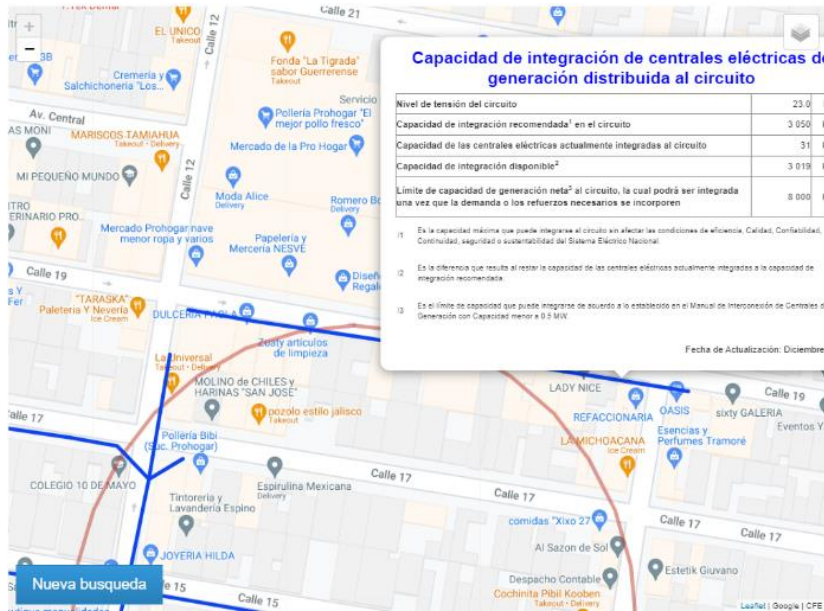 Calle 21
Calle 12
EL UNICO
Takeout
Fonda "La Tigrada"
sabor Guerrerense
Takeout
Cremería y
Salchichonería "Los...
Servicio
Av. Central
Pollería Prohogar "El
mejor pollo fresco"
MARISCOS TAMIAHUA
Takeout • Delivery
Mercado de la Pro Hogar
MI PEQUEÑO MUNDO
Calle 12
Moda Alice
Delivery
Mercado Prohogar nave
menor ropa y varios
Papelería y
Mercería NESVE
Delivery
Calle 19
"TARASKA"
Paletería Y Nevería
Ice Cream
DULCERIA PAOLA
Zuaty artículos
de limpieza
La Universal
Takeout • Delivery
MOLINO de CHILES y
HARINAS "SAN JOSÉ"
pozolo estilo jalisco
Takeout
Calle 17
Pollería Bibi
(Suc. Prohogar)
COLEGIO 10 DE MAYO
Espirulina Mexicana
Delivery
Calle 17
Calle 17
Tintorería y
Lavandería Espino
JOYERIA HILDA
Calle 15
Nueva busqueda
LADY NICE
REFACCIONARIA
OASIS
sixty GALERIA
Calle 19
Eventos Y
LA MICHOACANA
Ice Cream
Esencias y
Perfumes Tramoré
comidas "Xixo 27
Al Sazon de Sol
Calle 17
Calle 17
Despacho Contable
Cochinita Pibil Kooben
Takeout • Delivery
Estetik Giuvano
Leaflet | Google | CFE
Capacidad de integración de centrales eléctricas de
generación distribuida al circuito
Nivel de tensión del circuito 23.0
Capacidad de integración recomendada1 en el circuito 3 050
Capacidad de las centrales eléctricas actualmente integradas al circuito 31
Capacidad de integración disponible2 3 019
Límite de capacidad de generación neta3 al circuito, la cual podrá ser integrada
una vez que la demanda o los refuerzos necesarios se incorporen 8 000
/1 Es la capacidad máxima que puede integrarse al circuito sin afectar las condiciones de eficiencia, Calidad, Confiabilidad,
Continuidad, seguridad o sustentabilidad del Sistema Eléctrico Nacional.
/2 Es la diferencia que resulta al restar la capacidad de las centrales eléctricas actualmente integradas a la capacidad de
integración recomendada.
/3 Es el límite de capacidad que puede integrarse de acuerdo a lo establecido en el Manual de Interconexión de Centrales d
Generación con Capacidad menor a 0.5 MW.
Fecha de Actualización: Diciembre